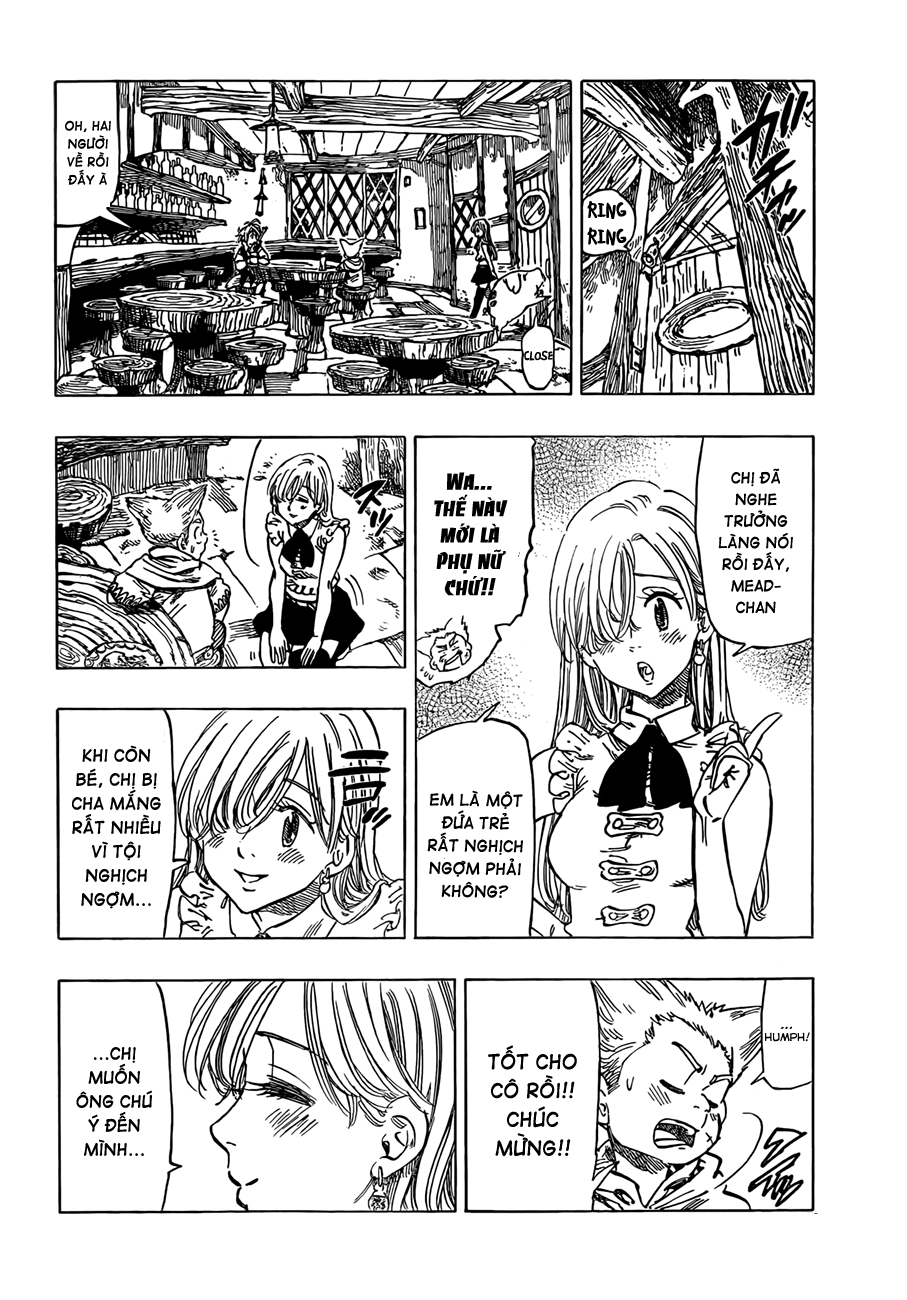 RING
RING
OH, HAI
NGƯỜI
VỀ RỒI
ĐẤY À
CLOSE
CHỊ ĐÃ
NGHE
TRƯỞNG
LÀNG NÓI
RỒI ĐẤY,
MEAD-
CHAN
WA...
THẾ NÀY
MỚI LÀ
PHỤ NỮ
CHỨ!!
EM LÀ MỘT
ĐỨA TRẺ
RẤT NGHỊCH
NGỢM PHẢI
KHÔNG?
KHI CÒN
BÉ, CHỊ BỊ
CHA MẮNG
RẤT NHIỀU
VÌ TỘI
NGHỊCH
NGỢM...
...
HUMPH!
TỐT CHO
CÔ RỒI!!
CHÚC
MỪNG!!
...CHỊ
MUỐN
ÔNG CHÚ
Ý ĐẾN
MÌNH...